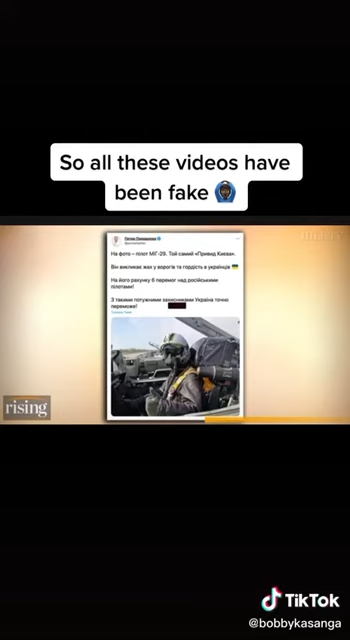 So all these videos have
been fake
Петро Порошенко
На фото – пілот МІГ-29. Той самий «Привид Києва».
Він викликає жах у ворогів та гордість в українців
На його рахунку 6 перемог над російськими
пілотами!
З такими потужними захисниками Україна точно
переможе!
rising
TikTok
@bobbykasanga